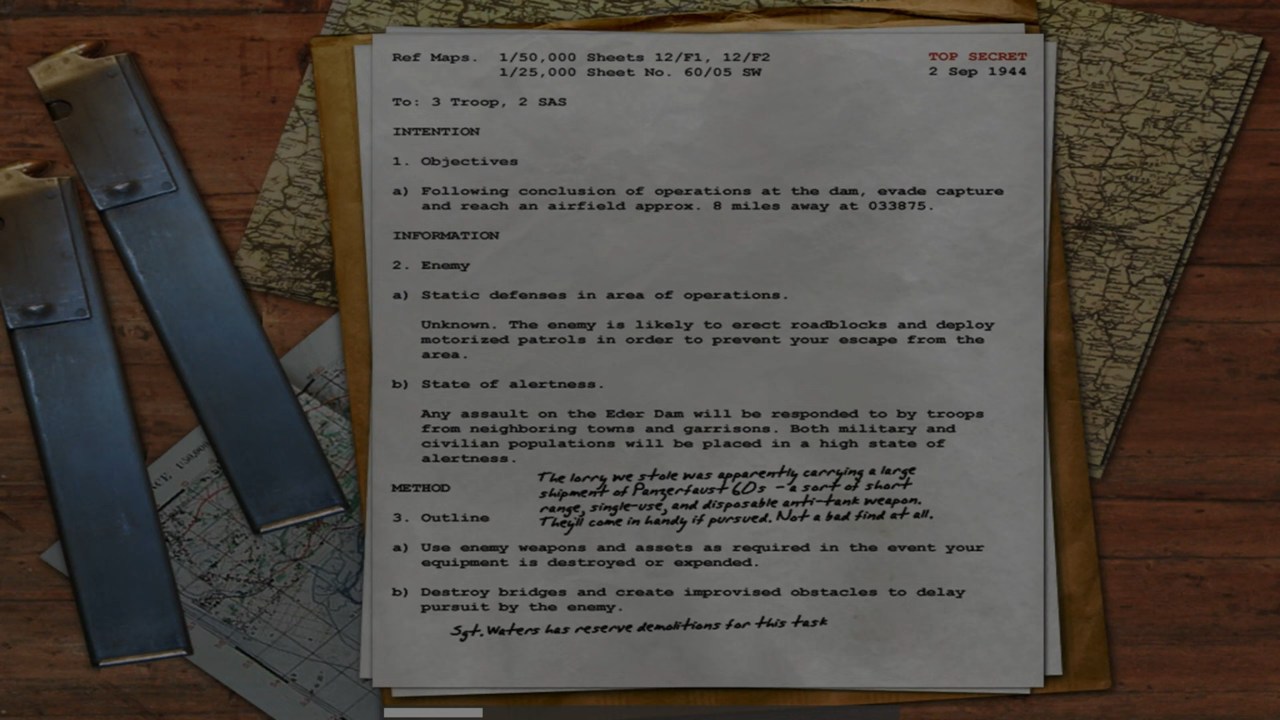 Ref Maps. 1/50,000 Sheets 12/F1, 12/F2 TOP SECRET
1/25,000 Sheet No. 60/05 SW 2 Sep 1944
To: 3 Troop, 2 SAS
INTENTION
1. Objectives
a) Following conclusion of operations at the dam, evade capture
and reach an airfield approx. 8 miles away at 033875.
INFORMATION
2. Enemy
a) Static defenses in area of operations.
Unknown. The enemy is likely to erect roadblocks and deploy
motorized patrols in order to prevent your escape from the
area.
b) State of alertness.
Any assault on the Eder Dam will be responded to by troops
from neighboring towns and garrisons. Both military and
civilian populations will be placed in a high state of
alertness.
The lorry we stole was apparently carrying a large
shipment of Panzerfaust 60s - a sort of short
range, single-use, and disposable anti-tank weapon.
They'll come in handy if pursued. Not a bad find at all.
METHOD
3. Outline
a) Use enemy weapons and assets as required in the event your
equipment is destroyed or expended.
b) Destroy bridges and create improvised obstacles to delay
pursuit by the enemy.
Sgt. Waters has reserve demolitions for this task